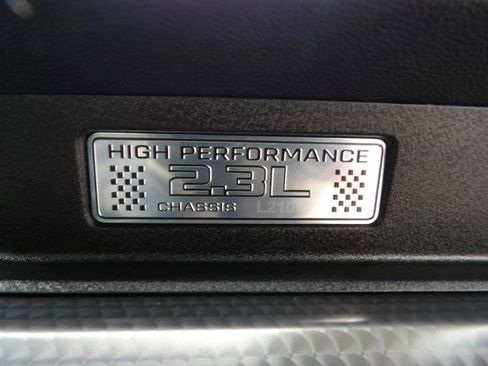 HIGH PERFORMANCE
2.3L
CHASSIS L210